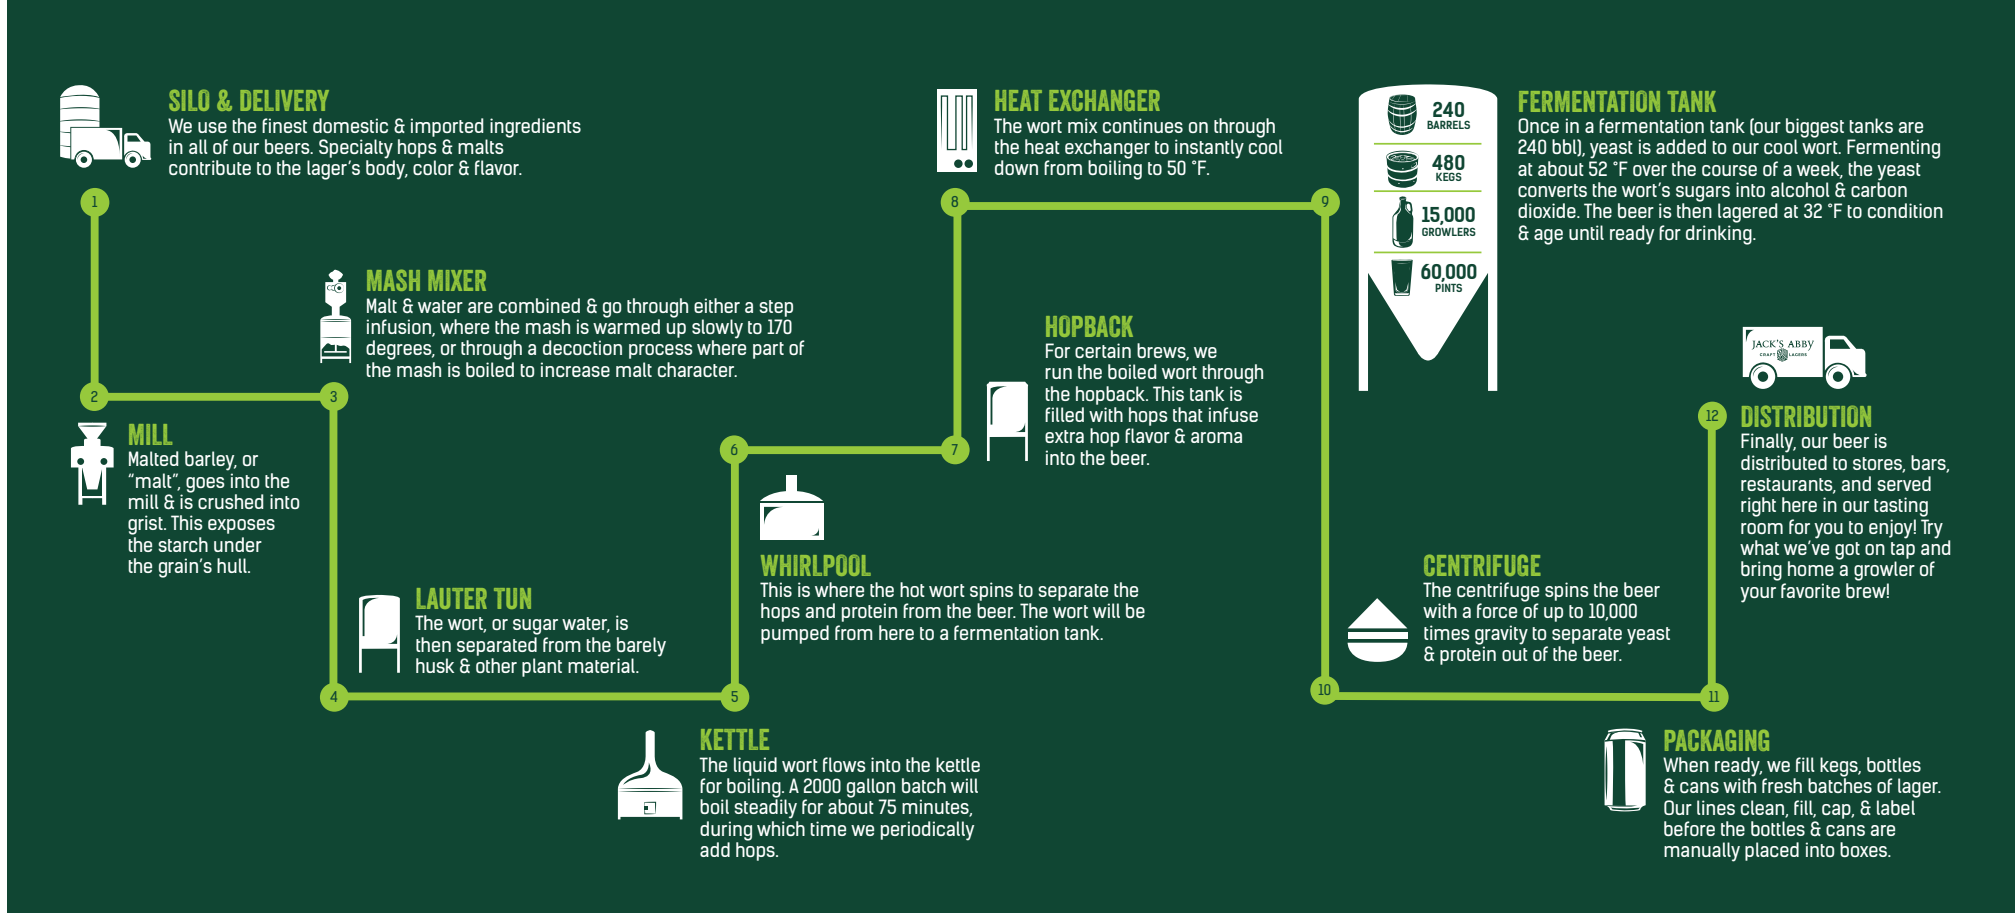 SILO & DELIVERY
We use the finest domestic & imported ingredients
in all of our beers. Specialty hops & malts
contribute to the lager's body, color & flavor.
1
2
MILL
Malted barley, or
"malt", goes into the
mill & is crushed into
grist. This exposes
the starch under
the grain's hull.
MASH MIXER
Malt & water are combined & go through either a step
infusion, where the mash is warmed up slowly to 170
degrees, or through a decoction process where part of
the mash is boiled to increase malt character.
3
LAUTER TUN
The wort, or sugar water, is
then separated from the barely
husk & other plant material.
4
5
KETTLE
The liquid wort flows into the kettle
for boiling. A 2000 gallon batch will
boil steadily for about 75 minutes,
during which time we periodically
add hops.
6
WHIRLPOOL
This is where the hot wort spins to separate the
hops and protein from the beer. The wort will be
pumped from here to a fermentation tank.
7
HOPBACK
For certain brews, we
run the boiled wort through
the hopback. This tank is
filled with hops that infuse
extra hop flavor & aroma
into the beer.
HEAT EXCHANGER
The wort mix continues on through
the heat exchanger to instantly cool
down from boiling to 50 °F.
8
9
240
BARRELS
480
KEGS
15,000
GROWLERS
60,000
PINTS
FERMENTATION TANK
Once in a fermentation tank (our biggest tanks are
240 bbl), yeast is added to our cool wort. Fermenting
at about 52 °F over the course of a week, the yeast
converts the wort's sugars into alcohol & carbon
dioxide. The beer is then lagered at 32 °F to condition
& age until ready for drinking.
CENTRIFUGE
The centrifuge spins the beer
with a force of up to 10,000
times gravity to separate yeast
& protein out of the beer.
10
11
PACKAGING
When ready, we fill kegs, bottles
& cans with fresh batches of lager.
Our lines clean, fill, cap, & label
before the bottles & cans are
manually placed into boxes.
JACK'S ABBY
CRAFT LAGERS
12
DISTRIBUTION
Finally, our beer is
distributed to stores, bars,
restaurants, and served
right here in our tasting
room for you to enjoy! Try
what we've got on tap and
bring home a growler of
your favorite brew!